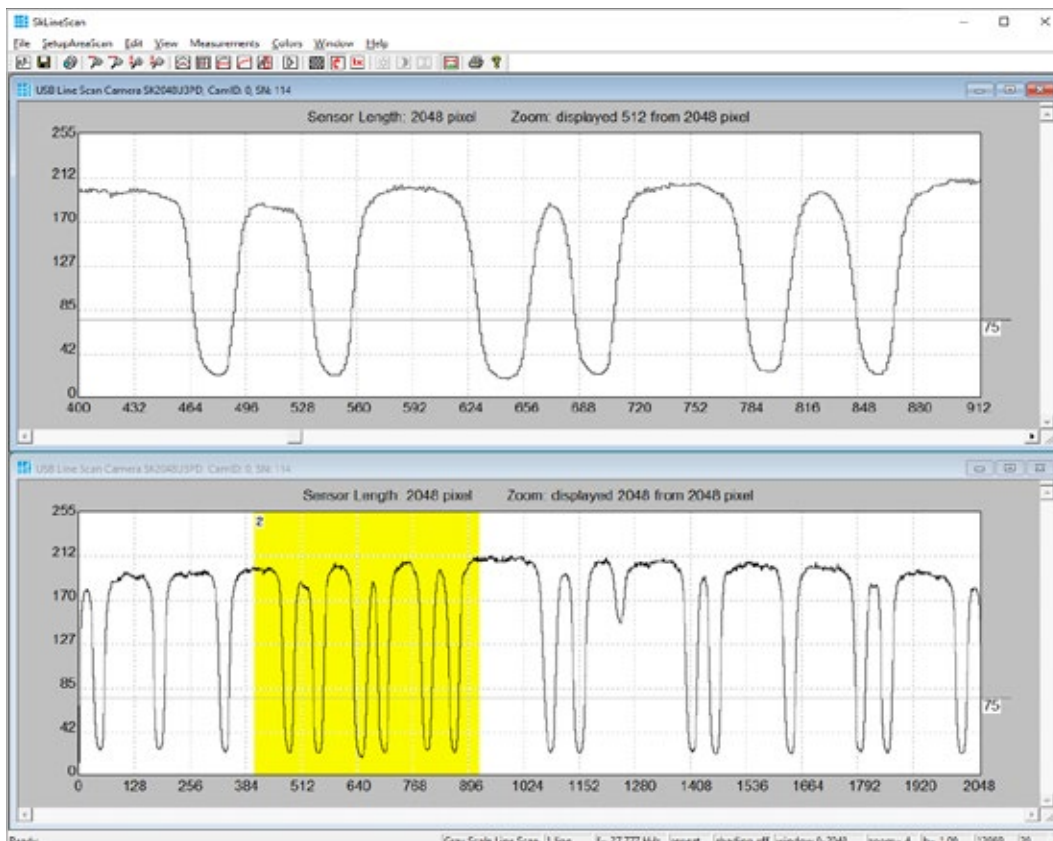 SkLineScan
File SetupAreaScan Edit View Measurements Colors Window Help
USB Line Scan Camera SK2048U3PD, CamID: 0, SN: 114
Sensor Length: 2048 pixel Zoom: displayed 512 from 2048 pixel
255
212
170
127
85
42
0
75
400 432 464 496 528 560 592 624 656 688 720 752 784 816 848 880 912
USB Line Scan Camera SK2048U3PD, CamID: 0, SN: 114
Sensor Length: 2048 pixel Zoom: displayed 2048 from 2048 pixel
255
212
170
127
85
42
0
Z
75
0 128 256 384 512 640 768 896 1024 1152 1280 1408 1536 1664 1792 1920 2048